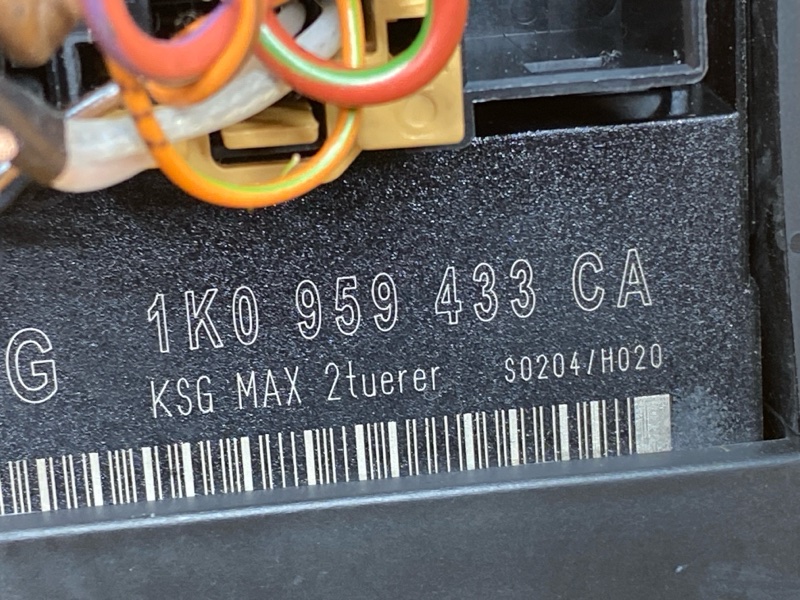 G 1K0 959 433 CA
KSG MAX 2tuerer S0204/H020